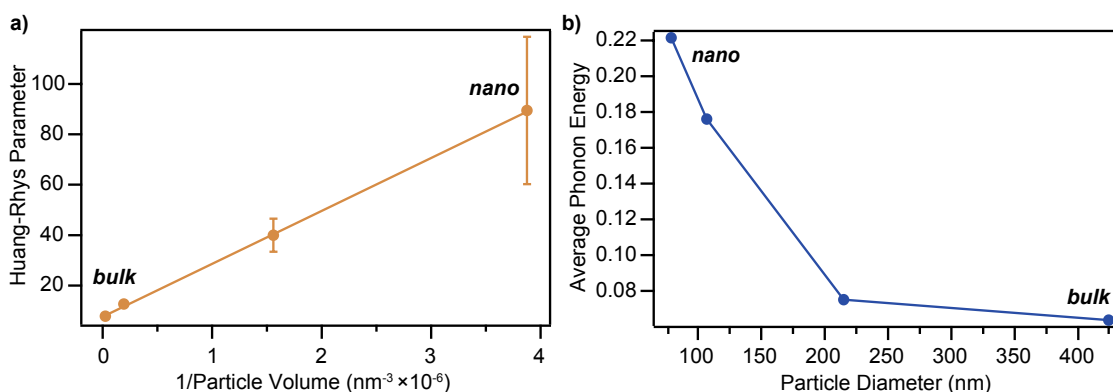 a)
Huang-Rhys Parameter
100
80
60
40
20
bulk
nano
0 1 2 3 4
1/Particle Volume (nm⁻³ ×10⁻⁶)
b)
Average Phonon Energy
0.22
0.20
0.18
0.16
0.14
0.12
0.10
0.08
nano
bulk
100 150 200 250 300 350 400
Particle Diameter (nm)